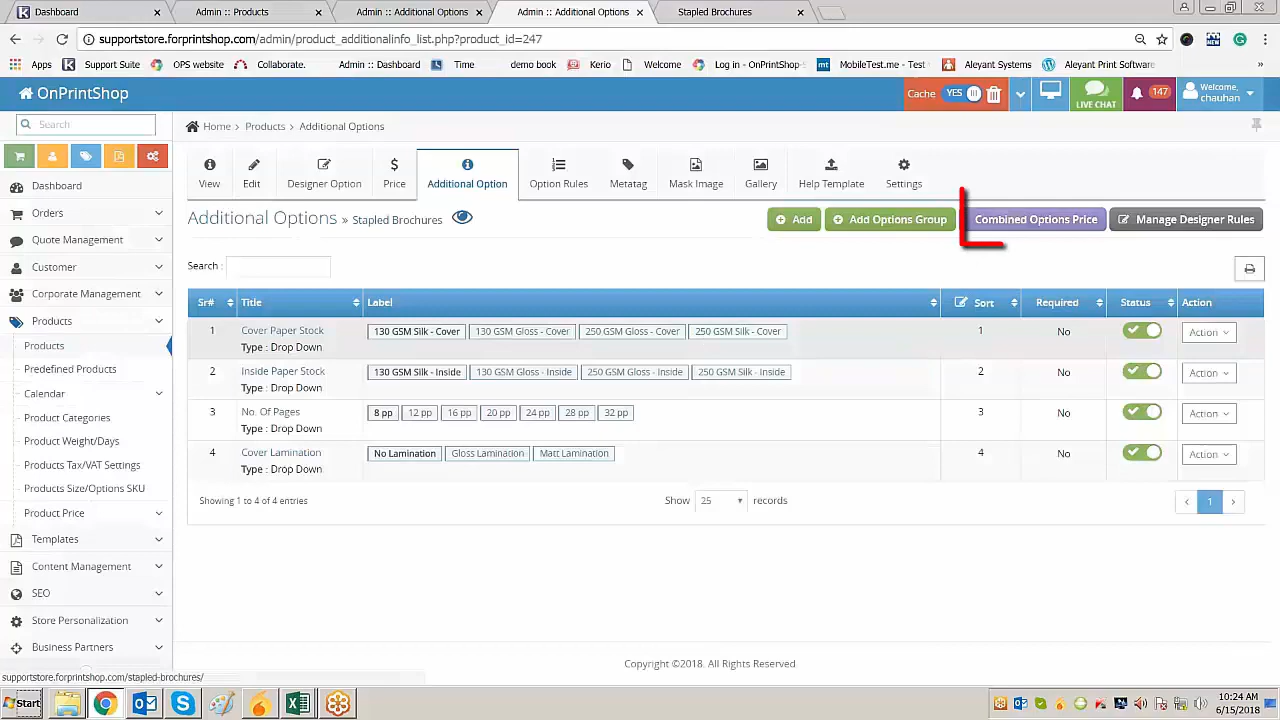 Dashboard
Admin :: Products
Admin :: Additional Options
Admin :: Additional Options
Stapled Brochures
supportstore.forprintshop.com/admin/product_additionalinfo_list.php?product_id=247
Apps
Support Suite
OPS website
Collaborate.
Admin :: Dashboard
Time
demo book
Kerio
Welcome
Log in - OnPrintShop
MobileTest.me - Test
Aleyant Systems
Aleyant Print Software
OnPrintShop
Cache YES
LIVE CHAT
147
Welcome,
chauhan
Search
Home > Products > Additional Options
View
Edit
Designer Option
Price
Additional Option
Option Rules
Metatag
Mask Image
Gallery
Help Template
Settings
Dashboard
Orders
Quote Management
Customer
Corporate Management
Products
Products
Predefined Products
Calendar
Product Categories
Product Weight/Days
Products Tax/VAT Settings
Products Size/Options SKU
Product Price
Templates
Content Management
SEO
Store Personalization
Business Partners
Additional Options » Stapled Brochures
Add
Add Options Group
Combined Options Price
Manage Designer Rules
Search :
Sr# Title Label Sort Required Status Action
1 Cover Paper Stock 130 GSM Silk - Cover 130 GSM Gloss - Cover 250 GSM Gloss - Cover 250 GSM Silk - Cover 1 No Action
Type : Drop Down
2 Inside Paper Stock 130 GSM Silk - Inside 130 GSM Gloss - Inside 250 GSM Gloss - Inside 250 GSM Silk - Inside 2 No Action
Type : Drop Down
3 No. Of Pages 8 pp 12 pp 16 pp 20 pp 24 pp 28 pp 32 pp 3 No Action
Type : Drop Down
4 Cover Lamination No Lamination Gloss Lamination Matt Lamination 4 No Action
Type : Drop Down
Showing 1 to 4 of 4 entries
Show 25 records
‹ 1 ›
Copyright ©2018. All Rights Reserved
supportstore.forprintshop.com/stapled-brochures/
Start
10:24 AM
6/15/2018